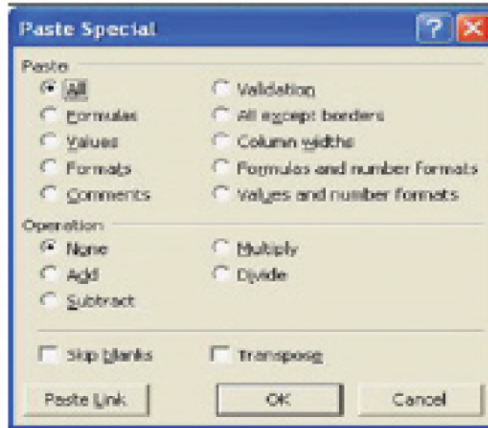 Paste Special
Paste
All
Validation
Formulas
All except borders
Values
Column widths
Formats
Formulas and number formats
Comments
Values and number formats
Operation
None
Multiply
Add
Divide
Subtract
Skip blanks
Transpose
Paste Link
OK
Cancel